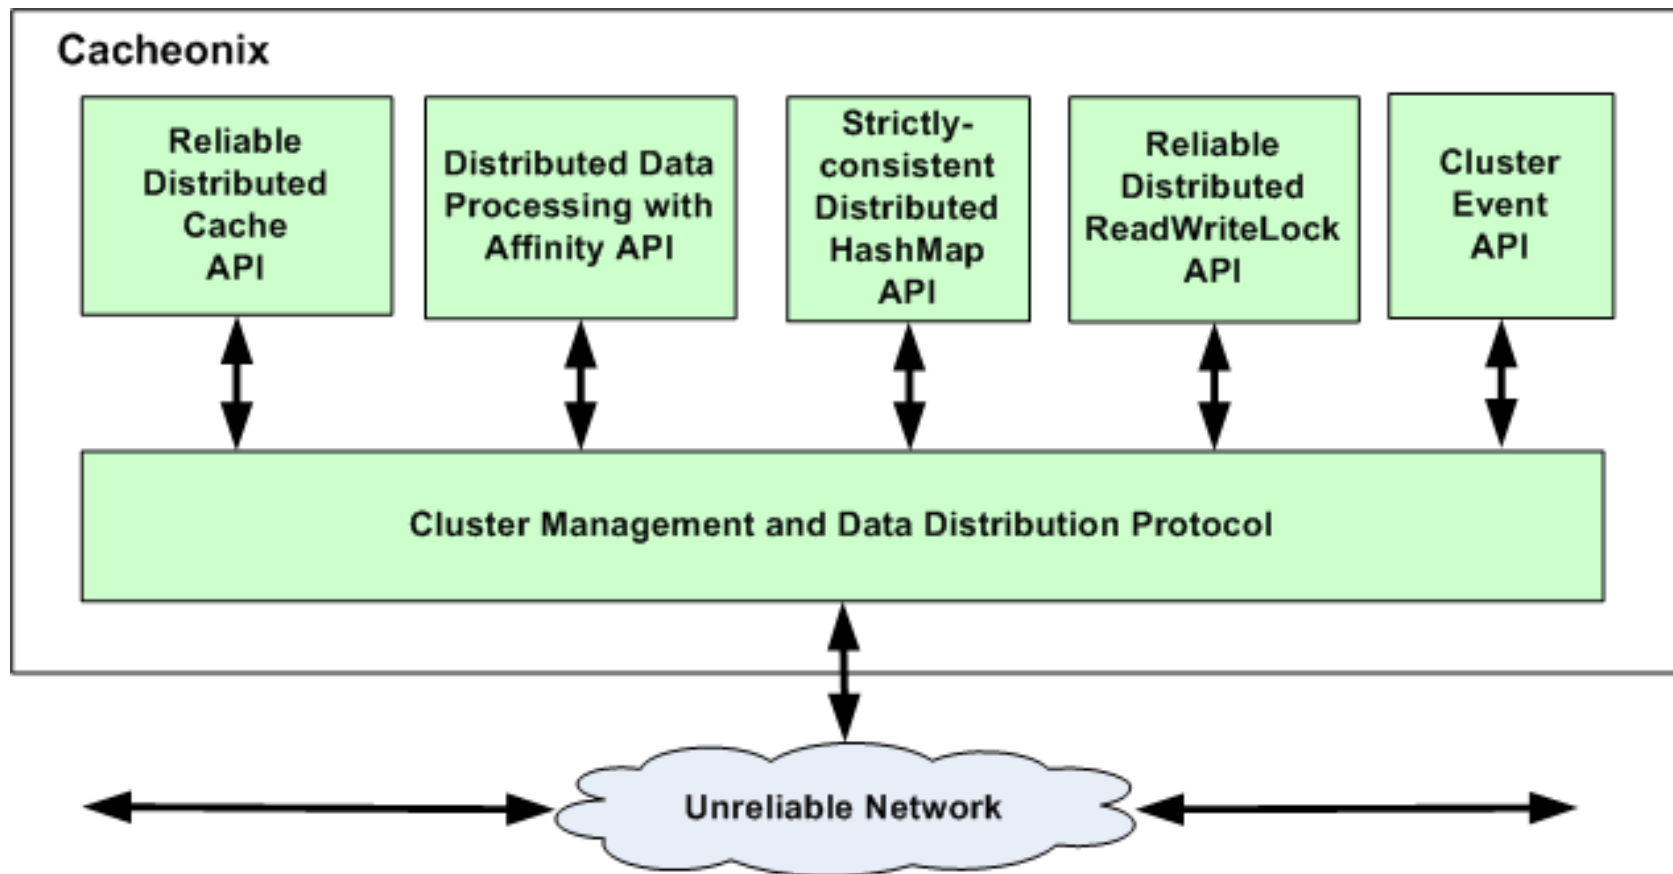 Cacheonix
Reliable
Distributed
Cache
API
Distributed Data
Processing with
Affinity API
Strictly-
consistent
Distributed
HashMap
API
Reliable
Distributed
ReadWriteLock
API
Cluster
Event
API
Cluster Management and Data Distribution Protocol
Unreliable Network